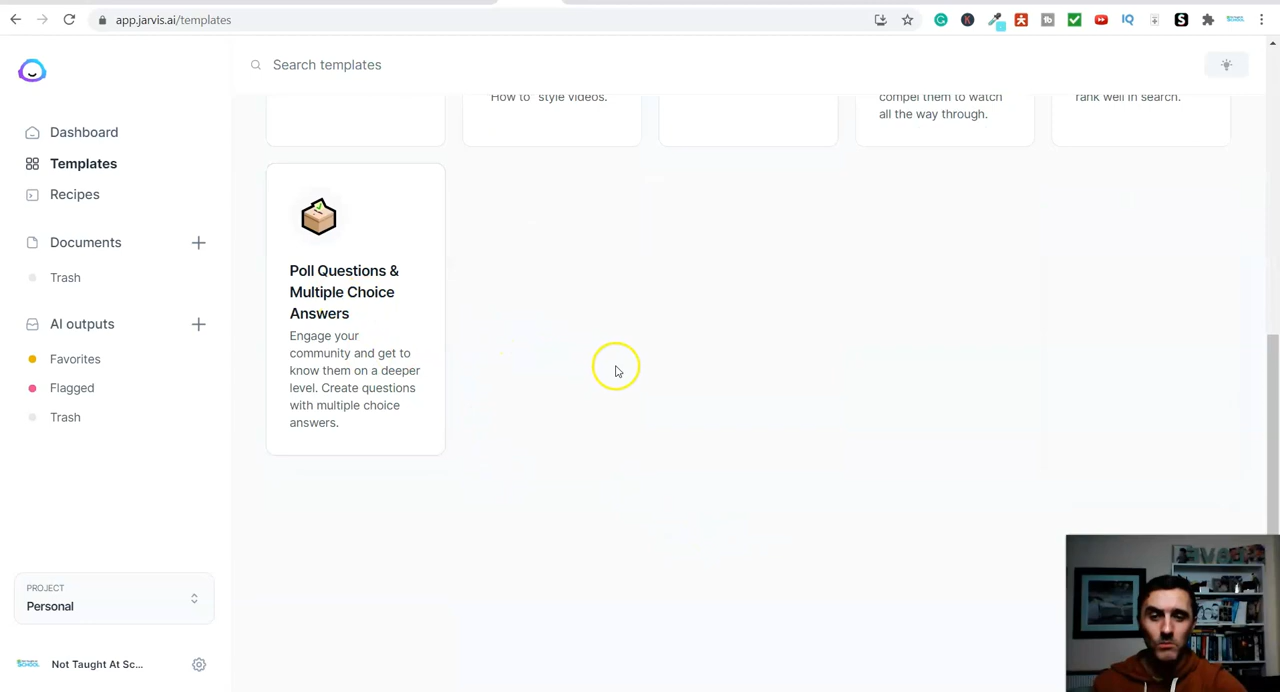 app.jarvis.ai/templates
Search templates
Dashboard
Templates
Recipes
Documents
Trash
AI outputs
Favorites
Flagged
Trash
PROJECT
Personal
Not Taught At Sc...
How to" style videos.
compel them to watch
all the way through.
rank well in search.
Poll Questions &
Multiple Choice
Answers
Engage your
community and get to
know them on a deeper
level. Create questions
with multiple choice
answers.